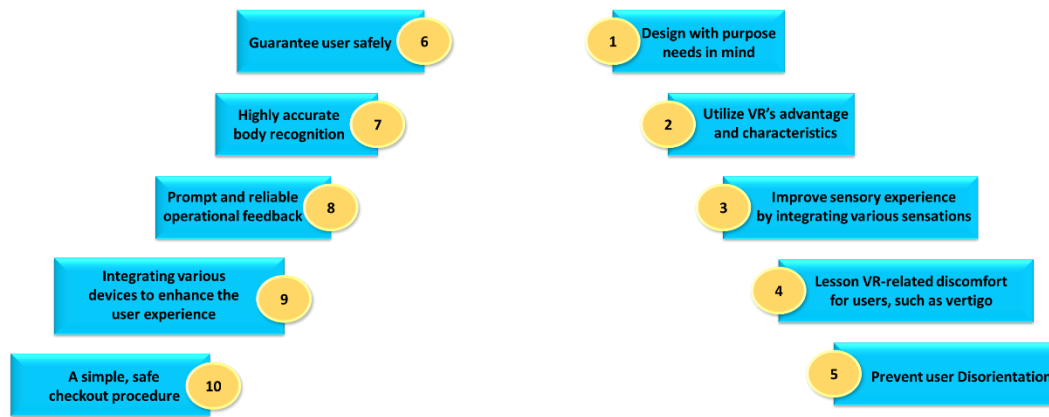 1
Design with purpose
needs in mind
2
Utilize VR's advantage
and characteristics
3
Improve sensory experience
by integrating various sensations
4
Lesson VR-related discomfort
for users, such as vertigo
5
Prevent user Disorientation
6
Guarantee user safely
7
Highly accurate
body recognition
8
Prompt and reliable
operational feedback
9
Integrating various
devices to enhance the
user experience
10
A simple, safe
checkout procedure